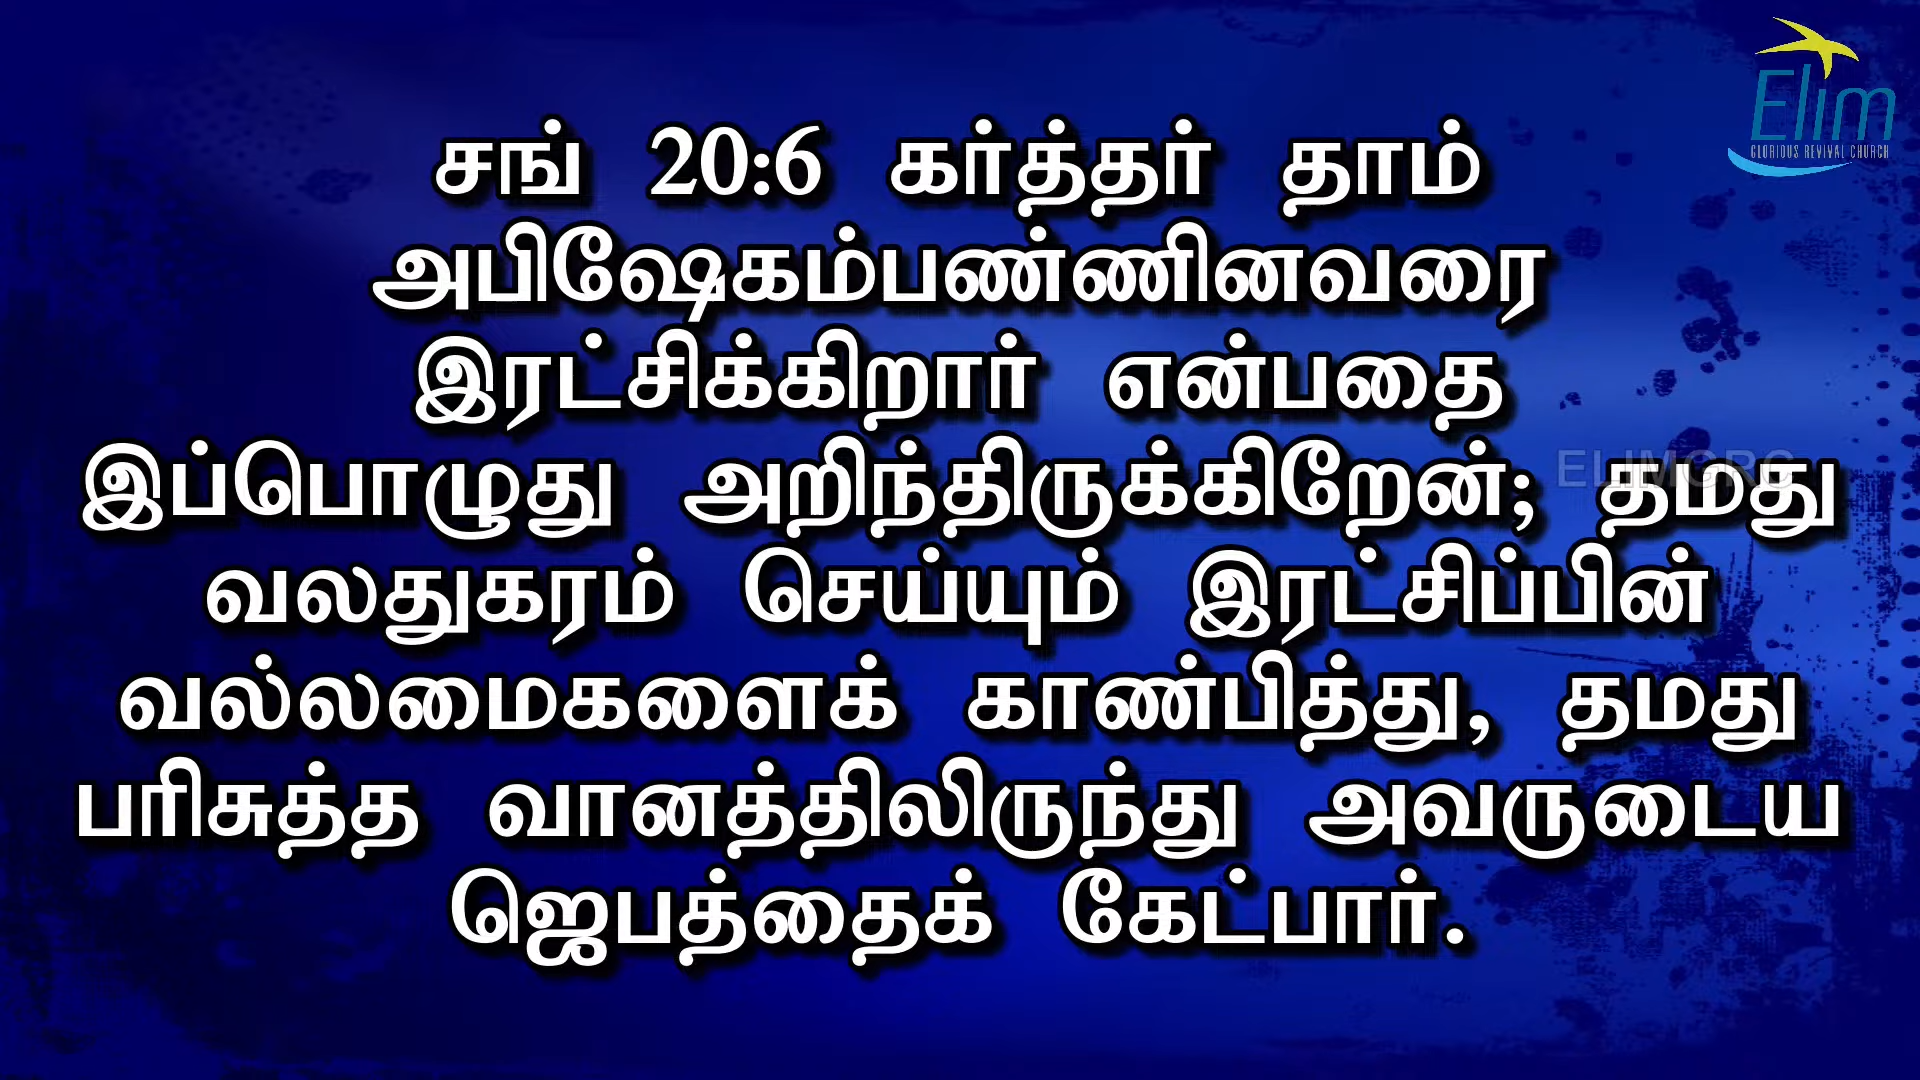 Elim
GLORIOUS REVIVAL CHURCH
சங் 20:6 கர்த்தர் தாம்
அபிஷேகம்பண்ணினவரை
இரட்சிக்கிறார் என்பதை
இப்பொழுது அறிந்திருக்கிறேன்; தமது
ELIMGRC
வலதுகரம் செய்யும் இரட்சிப்பின்
வல்லமைகளைக் காண்பித்து, தமது
பரிசுத்த வானத்திலிருந்து அவருடைய
ஜெபத்தைக் கேட்பார்.